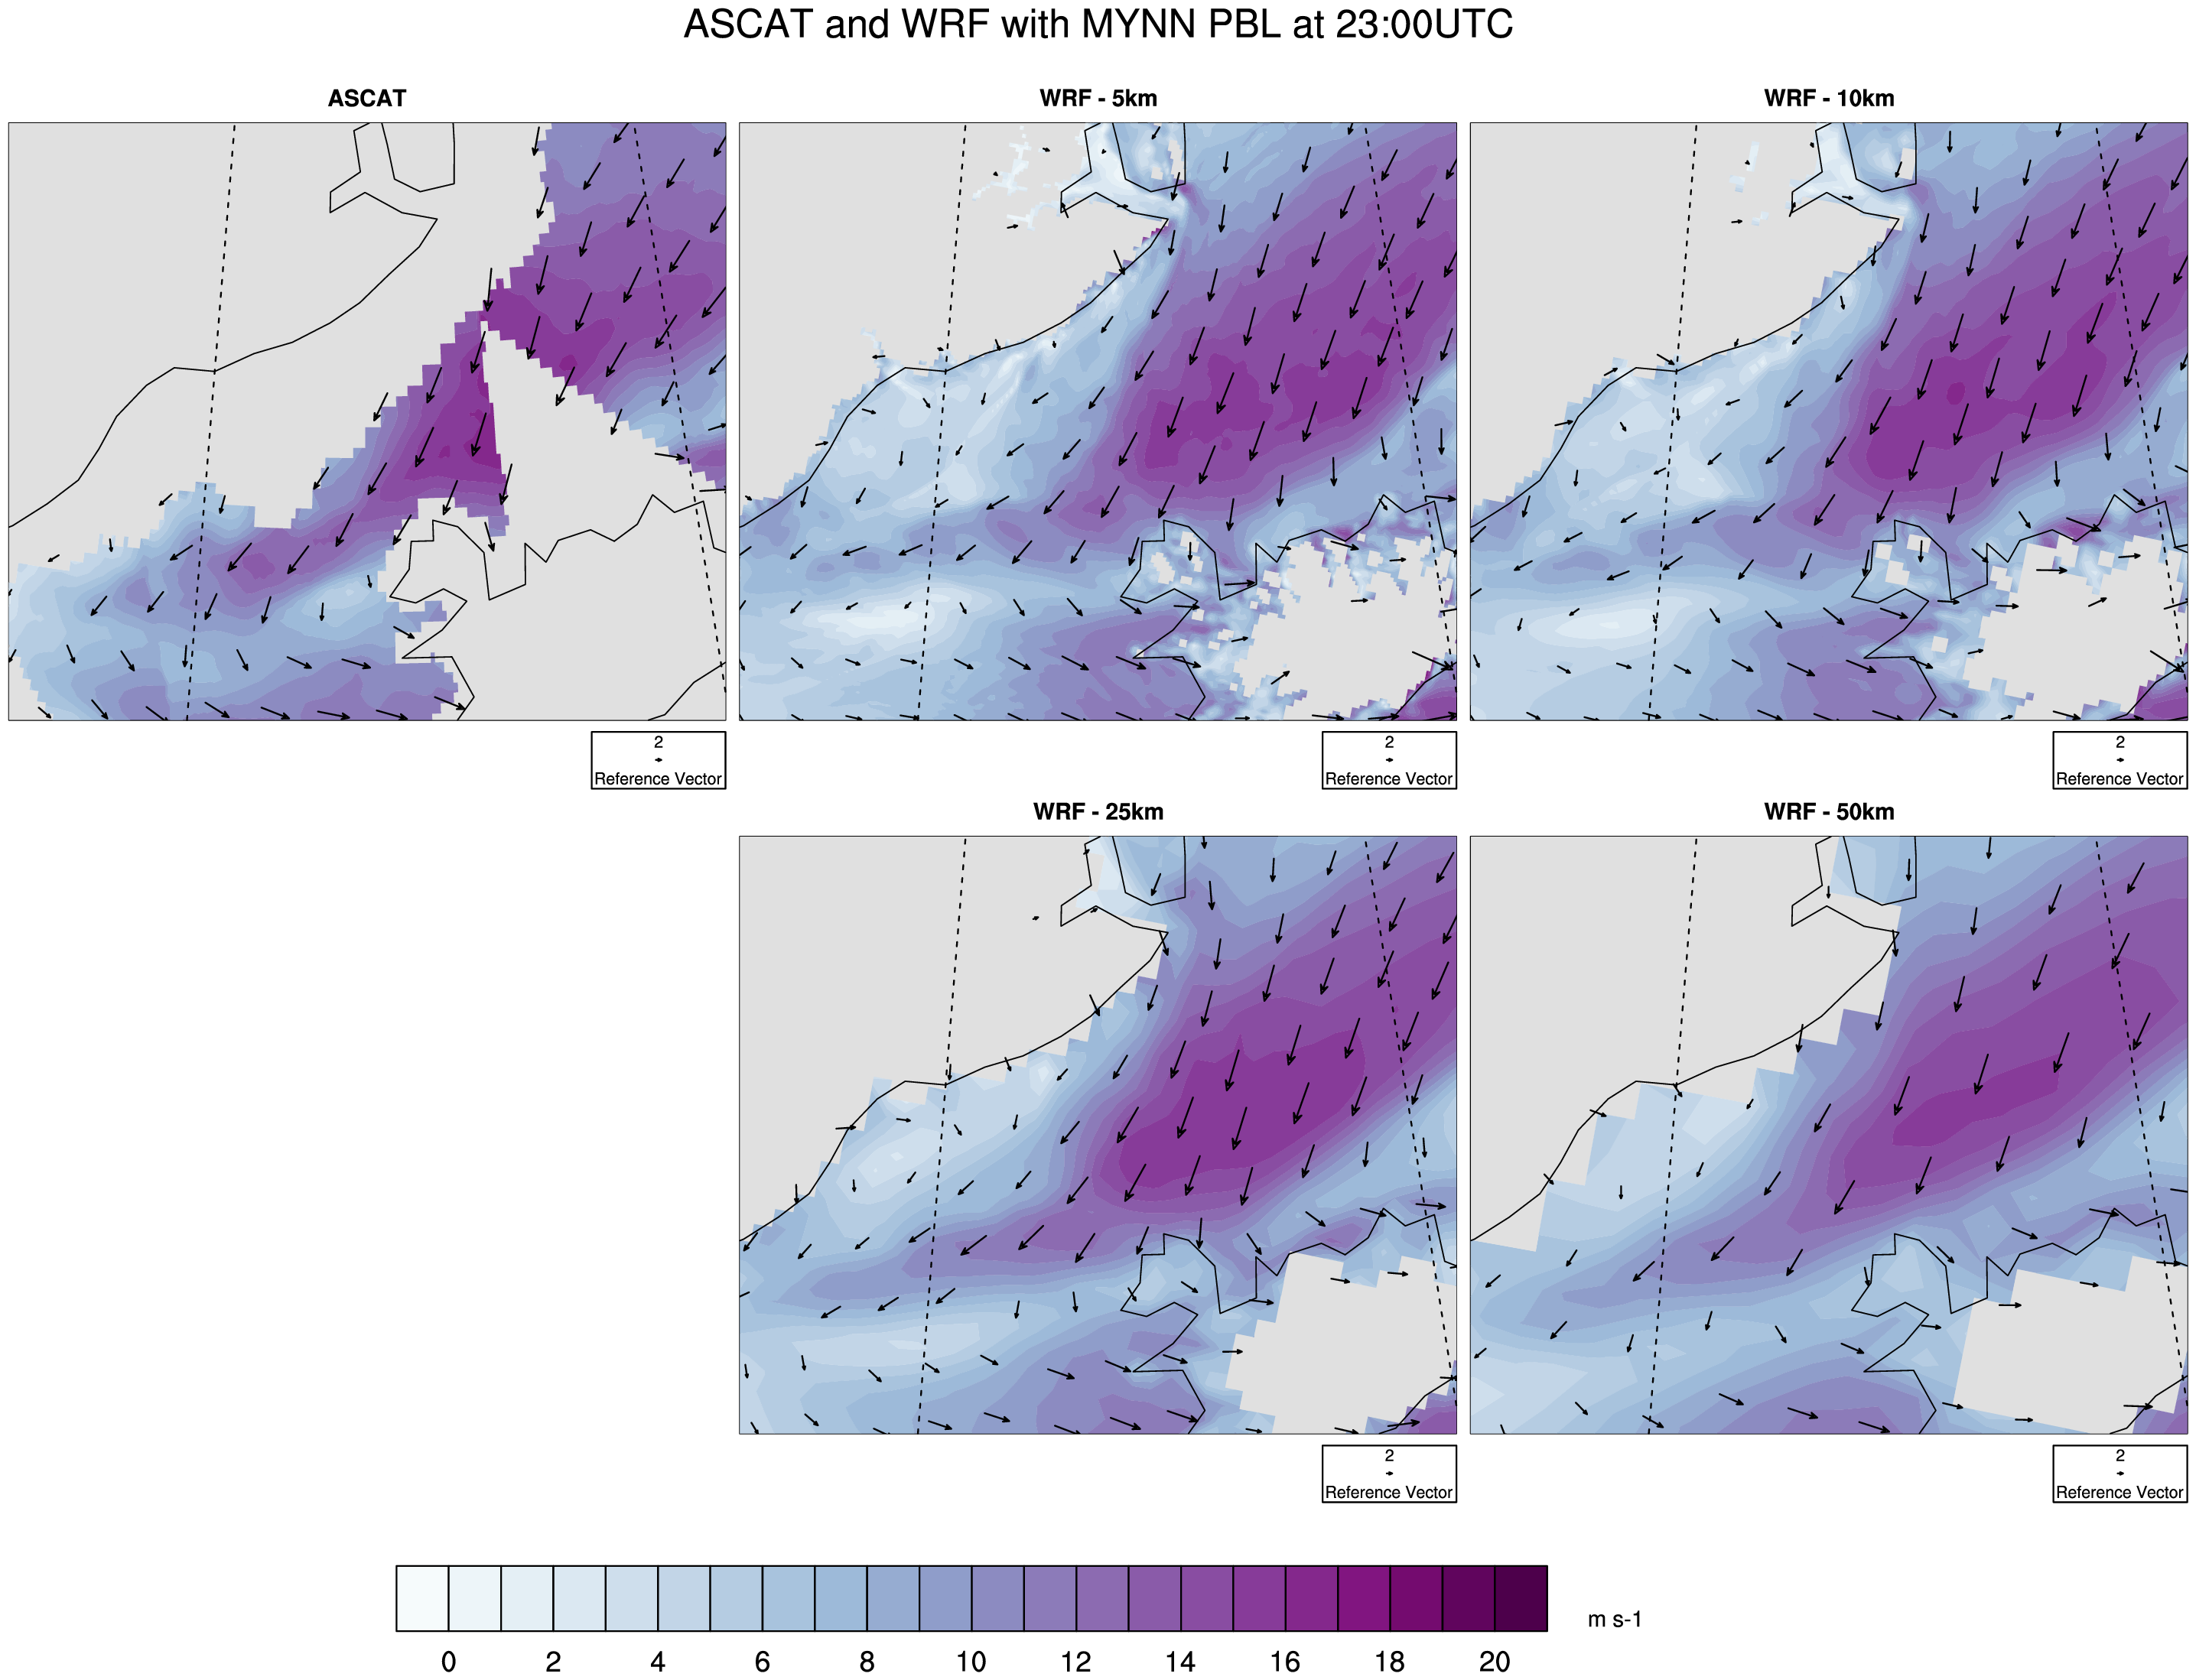 ASCAT and WRF with MYNN PBL at 23:00UTC
ASCAT
WRF - 5km
WRF - 10km
2
Reference Vector
2
Reference Vector
2
Reference Vector
WRF - 25km
WRF - 50km
2
Reference Vector
2
Reference Vector
m s-1
0 2 4 6 8 10 12 14 16 18 20